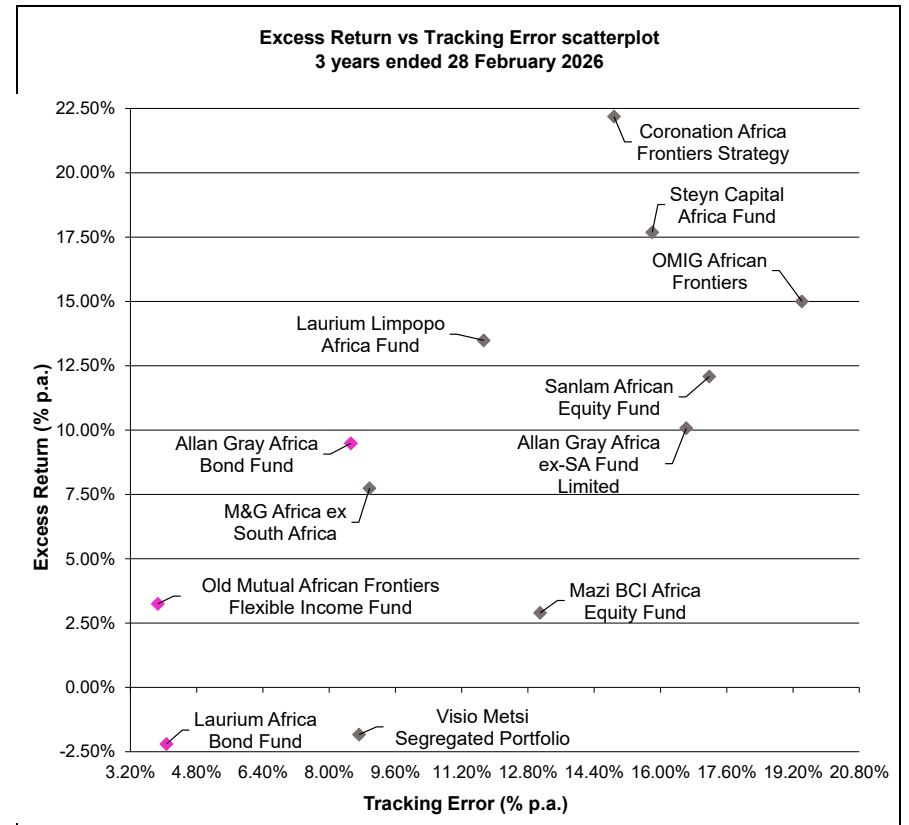 Excess Return vs Tracking Error scatterplot
3 years ended 28 February 2026
Excess Return (% p.a.)
22.50%
20.00%
17.50%
15.00%
12.50%
10.00%
7.50%
5.00%
2.50%
0.00%
-2.50%
Coronation Africa
Frontiers Strategy
Steyn Capital
Africa Fund
OMIG African
Frontiers
Laurium Limpopo
Africa Fund
Sanlam African
Equity Fund
Allan Gray Africa
Bond Fund
Allan Gray Africa
ex-SA Fund
Limited
M&G Africa ex
South Africa
Old Mutual African Frontiers
Flexible Income Fund
Mazi BCI Africa
Equity Fund
Laurium Africa
Bond Fund
Visio Metsi
Segregated Portfolio
3.20% 4.80% 6.40% 8.00% 9.60% 11.20% 12.80% 14.40% 16.00% 17.60% 19.20% 20.80%
Tracking Error (% p.a.)